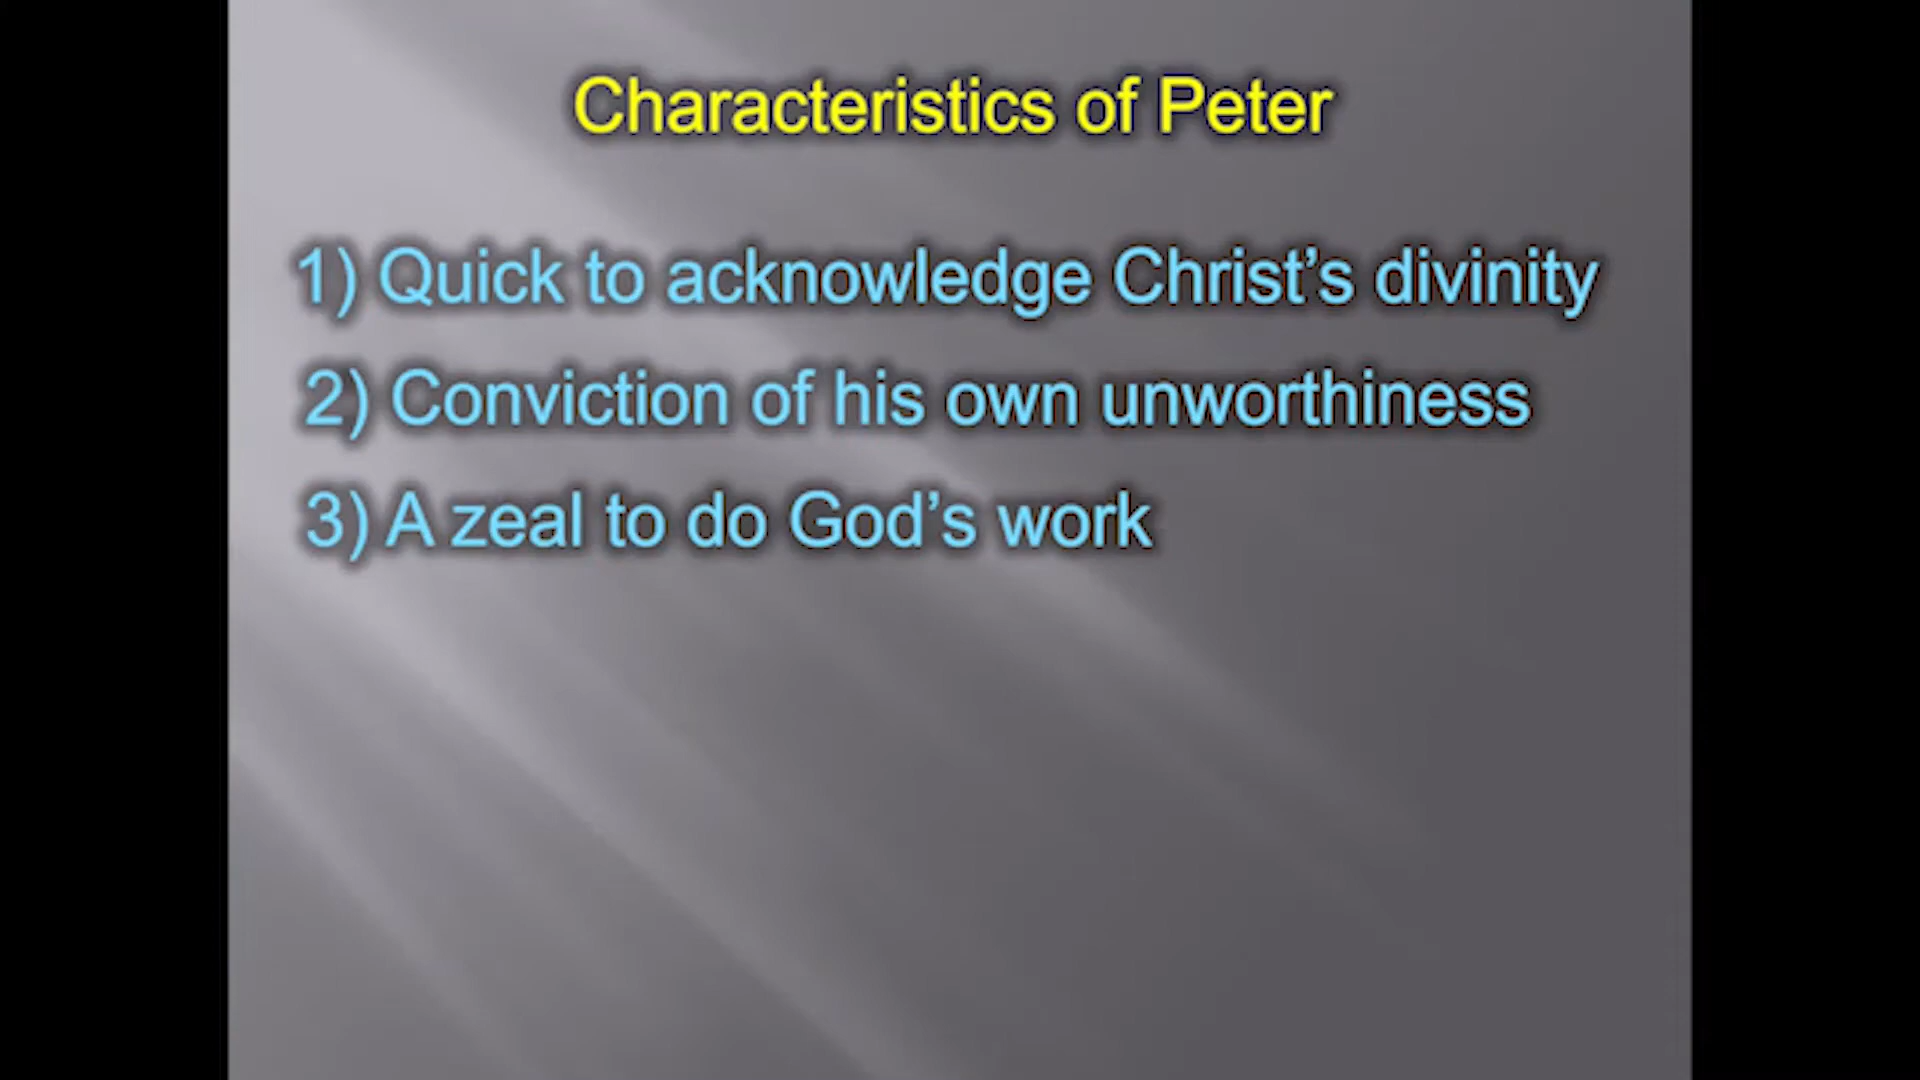 Characteristics of Peter
1) Quick to acknowledge Christ’s divinity
2) Conviction of his own unworthiness
3) A zeal to do God’s work